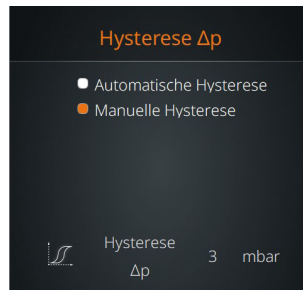 Hysterese Δp
Automatische Hysterese
Manuelle Hysterese
Hysterese
Δp 3 mbar